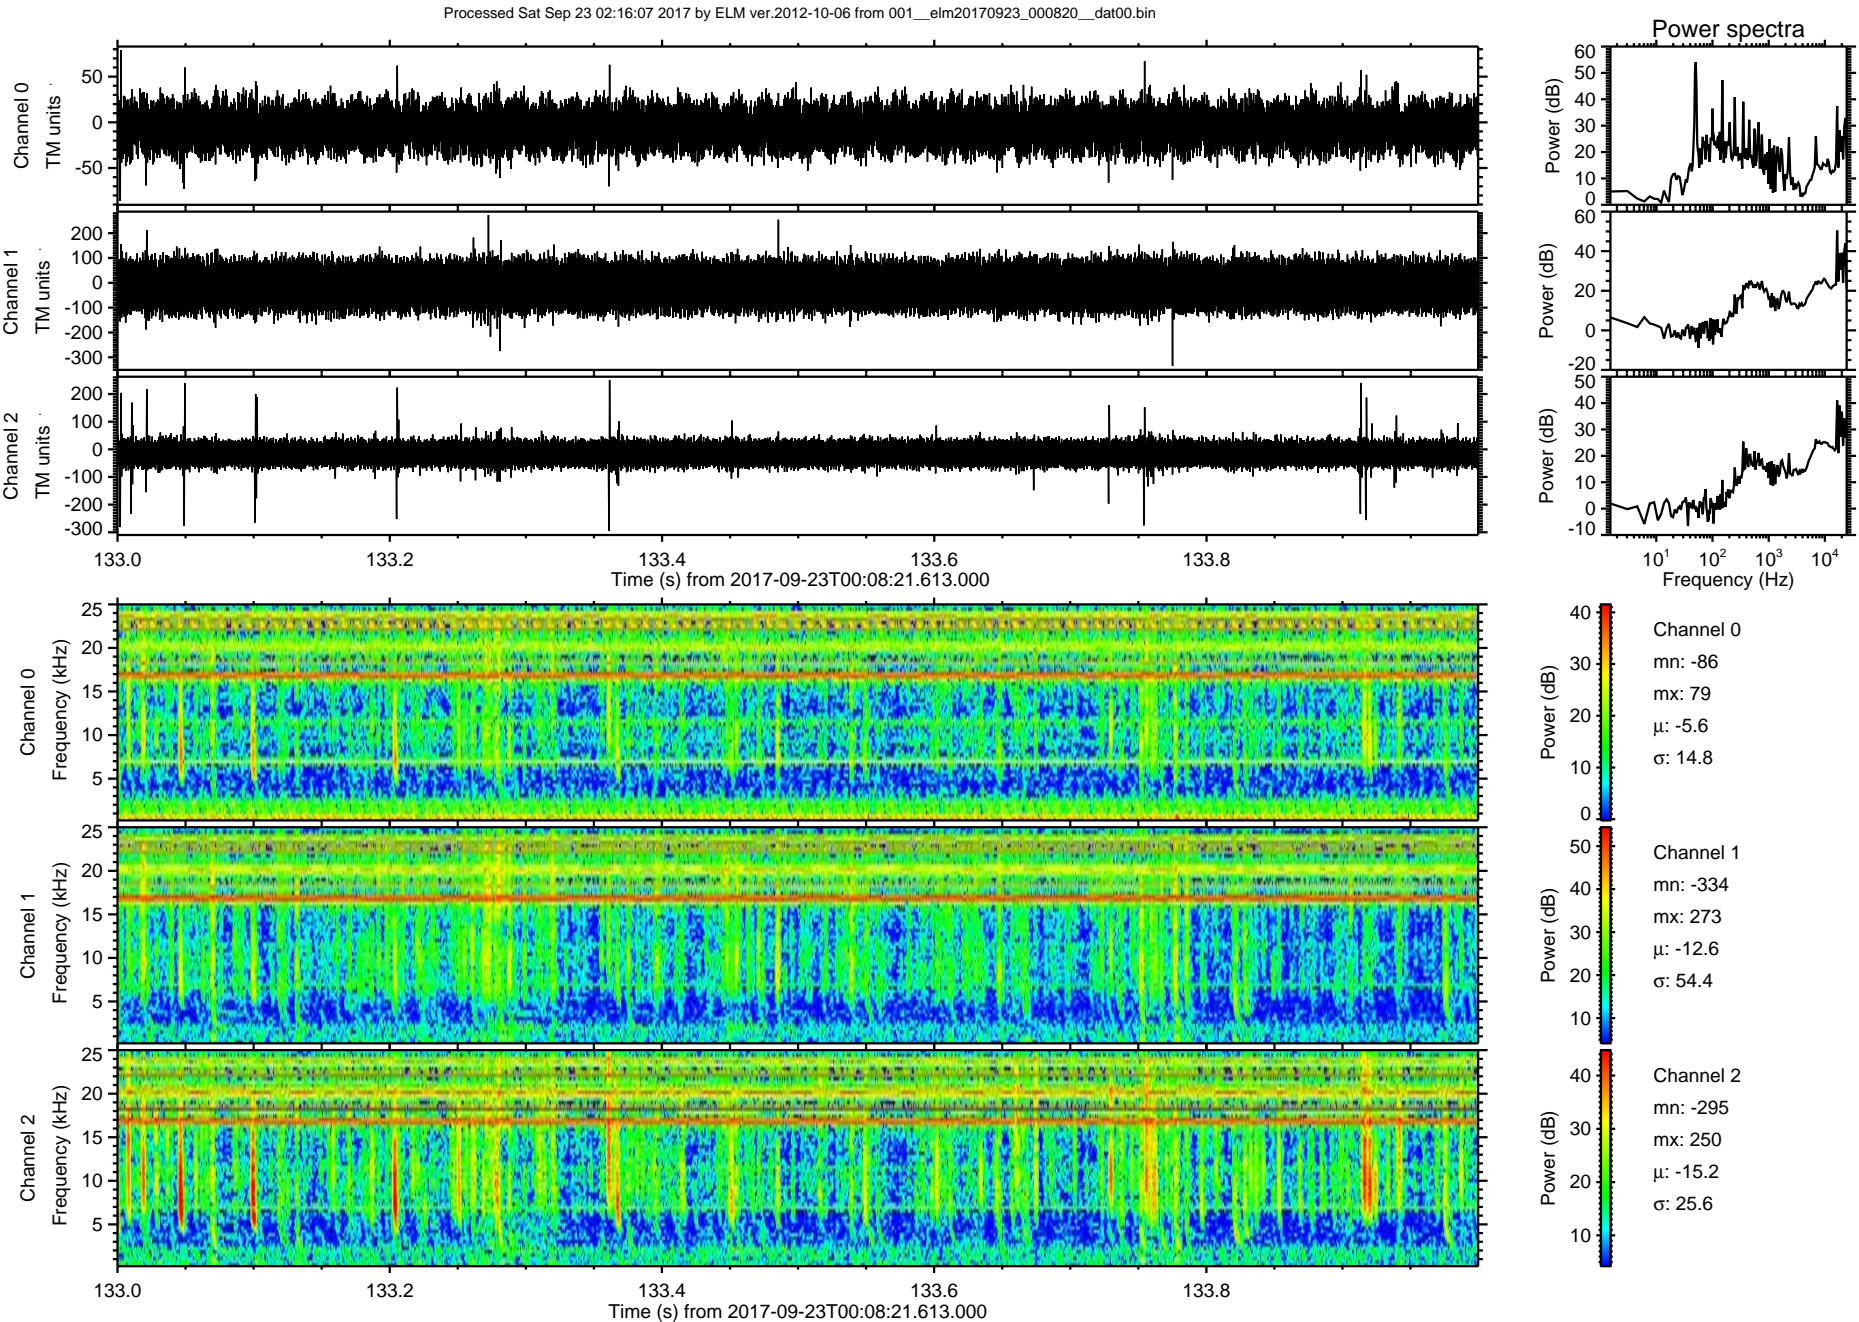 Processed Sat Sep 23 02:16:07 2017 by ELM ver.2012-10-06 from 001__elm20170923_000820__dat00.bin
Power spectra
Channel 0
TM units
50
0
-50
Power (dB)
60
50
40
30
20
10
0
Channel 1
TM units
200
100
0
-100
-200
-300
Power (dB)
60
40
20
0
-20
Channel 2
TM units
200
100
0
-100
-200
-300
Power (dB)
50
40
30
20
10
0
-10
133.0 133.2 133.4 133.6 133.8
Time (s) from 2017-09-23T00:08:21.613.000
10^1 10^2 10^3 10^4
Frequency (Hz)
Channel 0
Frequency (kHz)
25
20
15
10
5
Power (dB)
40
30
20
10
0
Channel 0
mn: -86
mx: 79
μ: -5.6
σ: 14.8
Channel 1
Frequency (kHz)
25
20
15
10
5
Power (dB)
50
40
30
20
10
Channel 1
mn: -334
mx: 273
μ: -12.6
σ: 54.4
Channel 2
Frequency (kHz)
25
20
15
10
5
Power (dB)
40
30
20
10
Channel 2
mn: -295
mx: 250
μ: -15.2
σ: 25.6
133.0 133.2 133.4 133.6 133.8
Time (s) from 2017-09-23T00:08:21.613.000